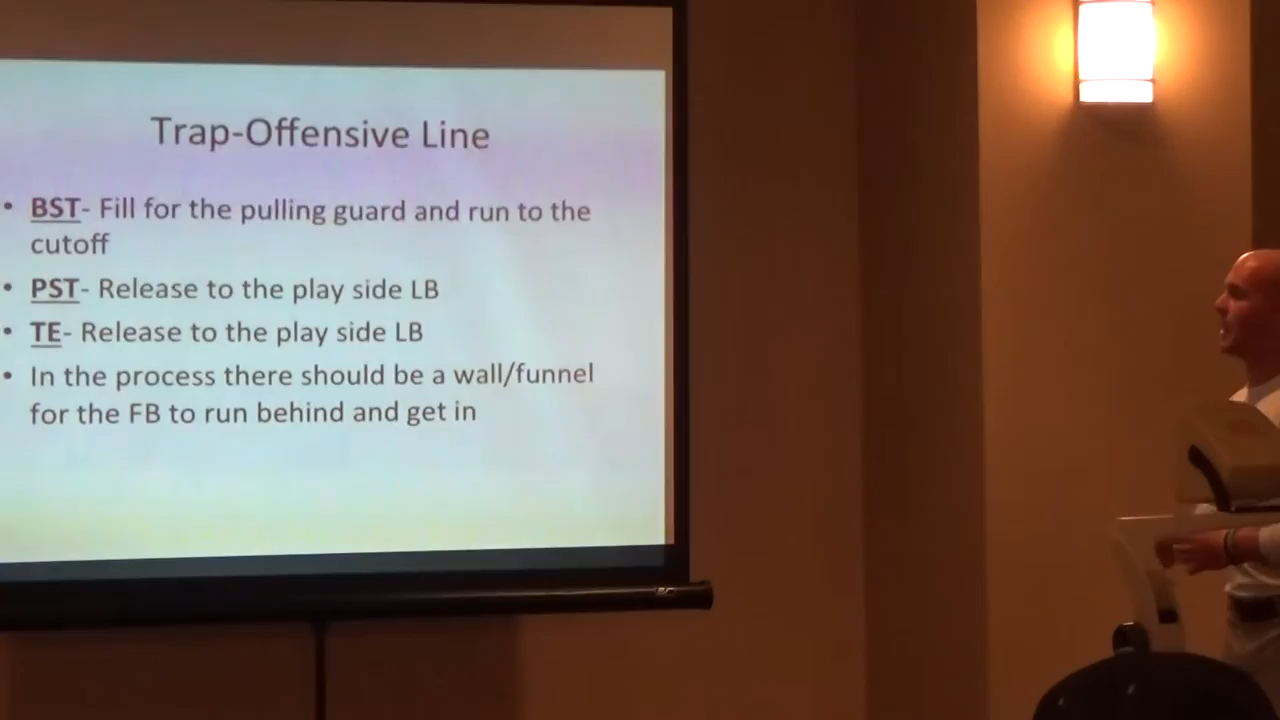 Trap-Offensive Line
• BST- Fill for the pulling guard and run to the
cutoff
• PST- Release to the play side LB
• TE- Release to the play side LB
• In the process there should be a wall/funnel
for the FB to run behind and get in